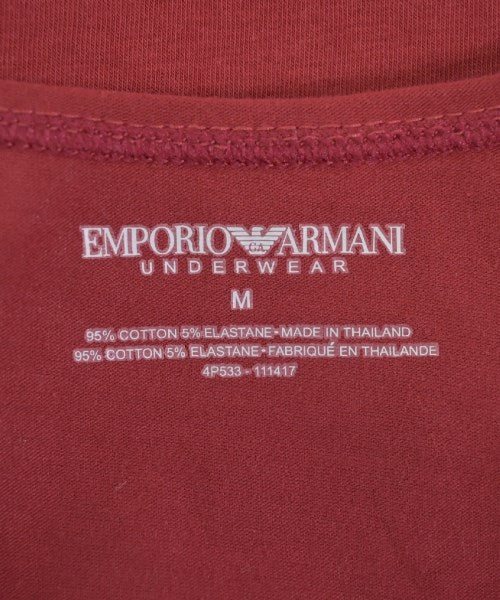 EMPORIO GA ARMANI
UNDERWEAR
M
95% COTTON 5% ELASTANE • MADE IN THAILAND
95% COTTON 5% ELASTANE • FABRIQUÉ EN THAILANDE
4P533 - 111417